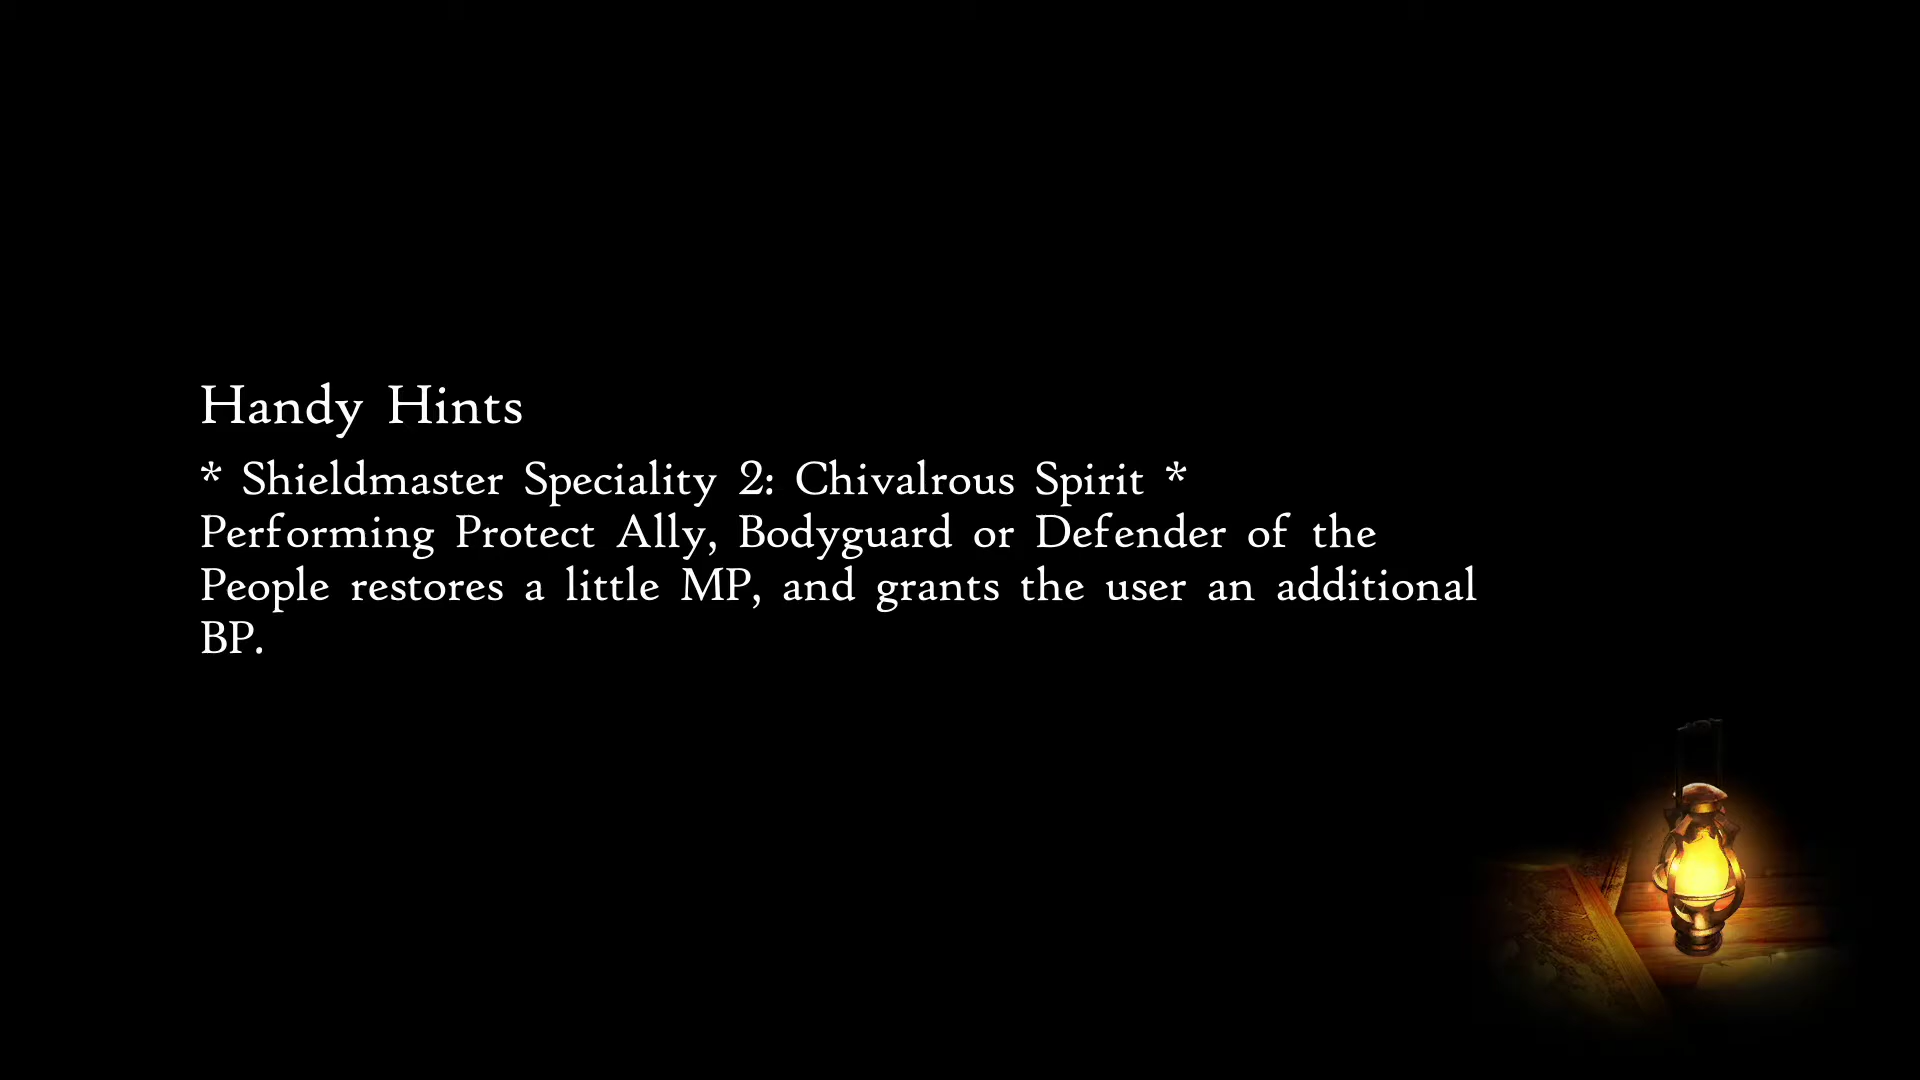 Handy Hints
* Shieldmaster Speciality 2: Chivalrous Spirit *
Performing Protect Ally, Bodyguard or Defender of the
People restores a little MP, and grants the user an additional
BP.